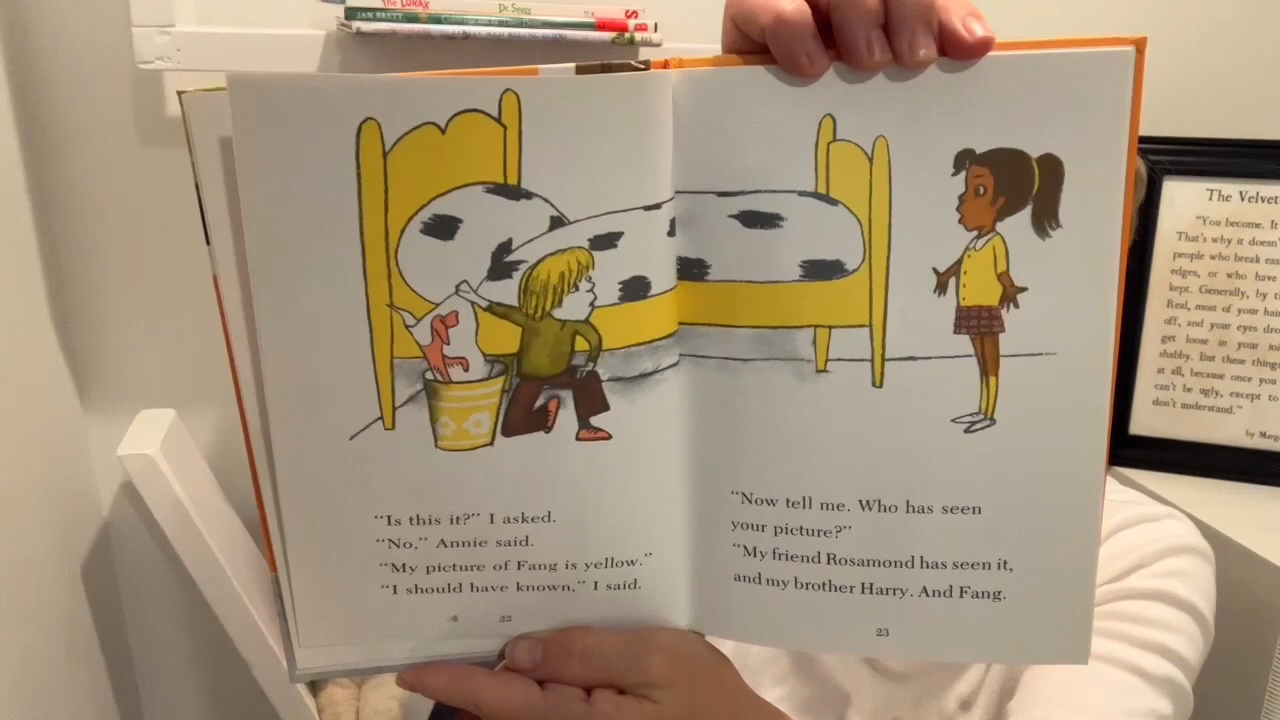 The LORAX Dr. Seuss
JAN BRETT
"Is this it?" I asked.
"No," Annie said.
"My picture of Fang is yellow."
"I should have known," I said.
22
"Now tell me. Who has seen
your picture?"
"My friend Rosamond has seen it,
and my brother Harry. And Fang.
23
The Velvet
"You become. It
That's why it doesn'
people who break eas
edges, or who have
kept. Generally, by t
Real, most of your hair
off, and your eyes dro
get loose in your joi
shabby. But these thing
at all, because once you
can't be ugly, except to
don't understand."
by Marg